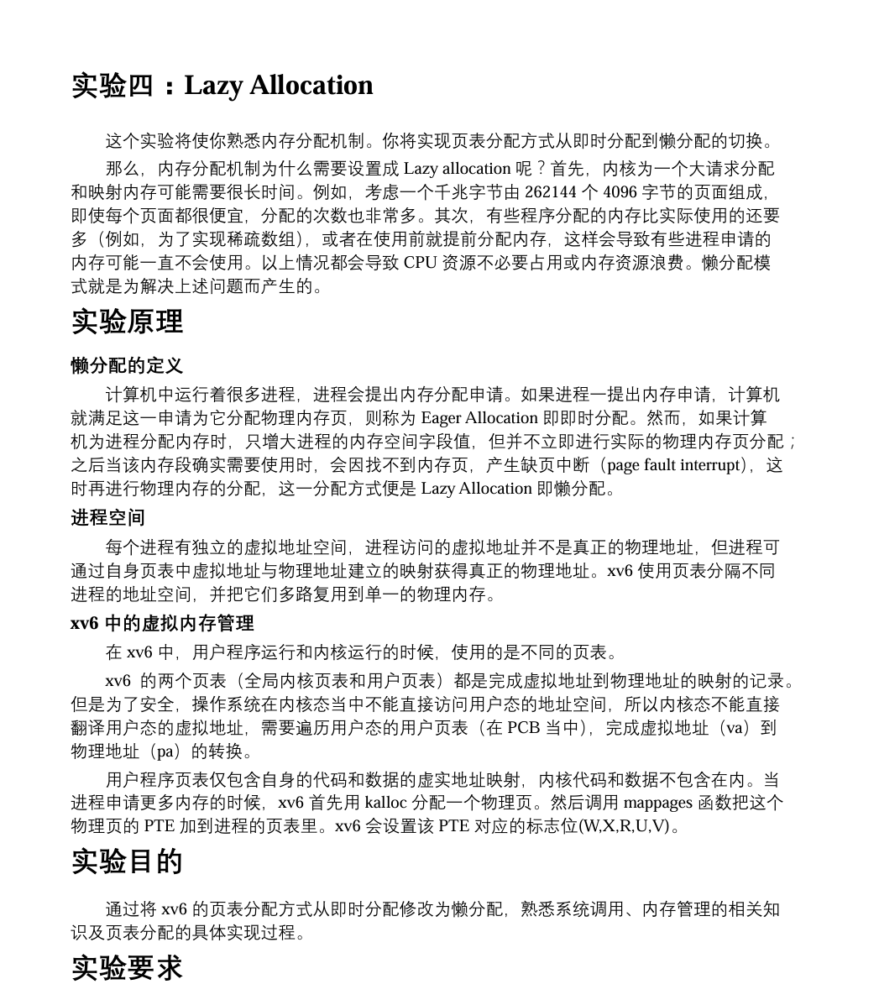 实验四：Lazy Allocation
这个实验将使你熟悉内存分配机制。你将实现页表分配方式从即时分配到懒分配的切换。
那么，内存分配机制为什么需要设置成 Lazy allocation 呢？首先，内核为一个大请求分配
和映射内存可能需要很长时间。例如，考虑一个千兆字节由 262144 个 4096 字节的页面组成，
即使每个页面都很便宜，分配的次数也非常多。其次，有些程序分配的内存比实际使用的还要
多（例如，为了实现稀疏数组），或者在使用前就提前分配内存，这样会导致有些进程申请的
内存可能一直不会使用。以上情况都会导致 CPU 资源不必要占用或内存资源浪费。懒分配模
式就是为解决上述问题而产生的。
实验原理
懒分配的定义
计算机中运行着很多进程，进程会提出内存分配申请。如果进程一提出内存申请，计算机
就满足这一申请为它分配物理内存页，则称为 Eager Allocation 即即时分配。然而，如果计算
机为进程分配内存时，只增大进程的内存空间字段值，但并不立即进行实际的物理内存页分配；
之后当该内存段确实需要使用时，会因找不到内存页，产生缺页中断（page fault interrupt），这
时再进行物理内存的分配，这一分配方式便是 Lazy Allocation 即懒分配。
进程空间
每个进程有独立的虚拟地址空间，进程访问的虚拟地址并不是真正的物理地址，但进程可
通过自身页表中虚拟地址与物理地址建立的映射获得真正的物理地址。xv6 使用页表分隔不同
进程的地址空间，并把它们多路复用到单一的物理内存。
xv6 中的虚拟内存管理
在 xv6 中，用户程序运行和内核运行的时候，使用的是不同的页表。
xv6 的两个页表（全局内核页表和用户页表）都是完成虚拟地址到物理地址的映射的记录。
但是为了安全，操作系统在内核态当中不能直接访问用户态的地址空间，所以内核态不能直接
翻译用户态的虚拟地址，需要遍历用户态的用户页表（在 PCB 当中），完成虚拟地址（va）到
物理地址（pa）的转换。
用户程序页表仅包含自身的代码和数据的虚实地址映射，内核代码和数据不包含在内。当
进程申请更多内存的时候，xv6 首先用 kalloc 分配一个物理页。然后调用 mappages 函数把这个
物理页的 PTE 加到进程的页表里。xv6 会设置该 PTE 对应的标志位(W,X,R,U,V)。
实验目的
通过将 xv6 的页表分配方式从即时分配修改为懒分配，熟悉系统调用、内存管理的相关知
识及页表分配的具体实现过程。
实验要求